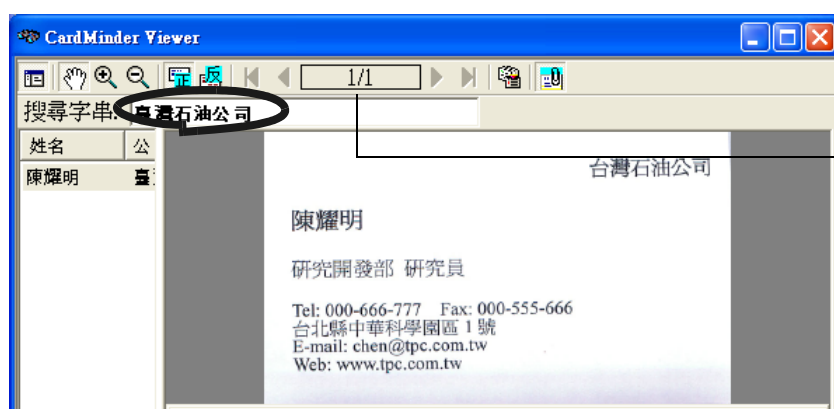 CardMinder Viewer
正 反 1/1
搜尋字串: 臺灣石油公司
姓名 公
陳耀明 臺
台灣石油公司
陳耀明
研究開發部 研究員
Tel: 000-666-777 Fax: 000-555-666
台北縣中華科學園區 1 號
E-mail: chen@tpc.com.tw
Web: www.tpc.com.tw